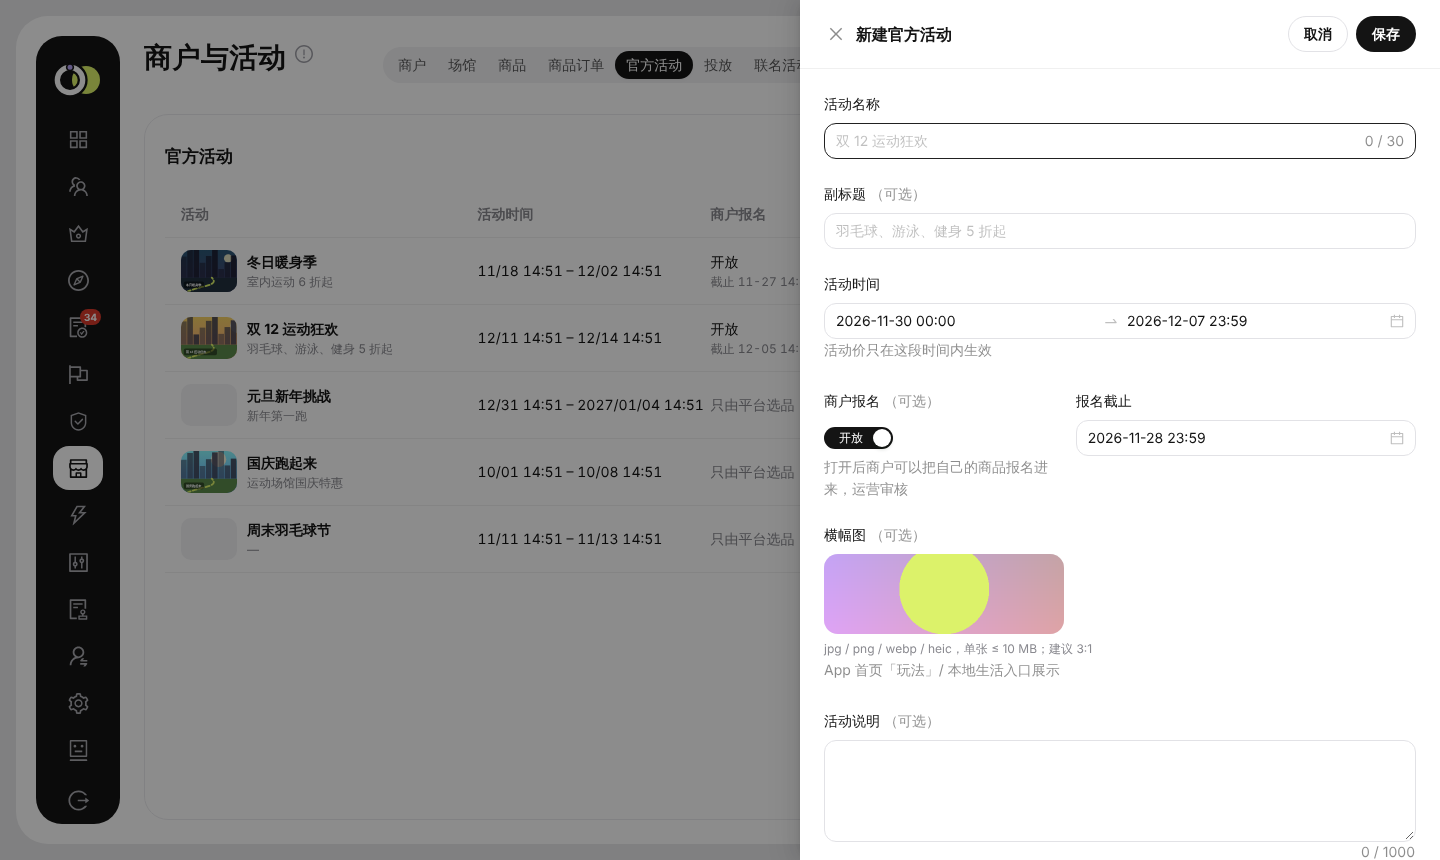 商户与活动
商户 场馆 商品 商品订单 官方活动 投放 联名活动
34
官方活动
活动 活动时间 商户报名
冬日暖身季
室内运动 6 折起
11/18 14:51 – 12/02 14:51
开放
截止 11-27 14:
双 12 运动狂欢
羽毛球、游泳、健身 5 折起
12/11 14:51 – 12/14 14:51
开放
截止 12-05 14:
元旦新年挑战
新年第一跑
12/31 14:51 – 2027/01/04 14:51
只由平台选品
国庆跑起来
运动场馆国庆特惠
10/01 14:51 – 10/08 14:51
只由平台选品
周末羽毛球节
—
11/11 14:51 – 11/13 14:51
只由平台选品
新建官方活动
取消 保存
活动名称
双 12 运动狂欢 0 / 30
副标题 （可选）
羽毛球、游泳、健身 5 折起
活动时间
2026-11-30 00:00 → 2026-12-07 23:59
活动价只在这段时间内生效
商户报名 （可选）
开放
打开后商户可以把自己的商品报名进
来，运营审核
报名截止
2026-11-28 23:59
横幅图 （可选）
jpg / png / webp / heic，单张 ≤ 10 MB；建议 3:1
App 首页「玩法」/ 本地生活入口展示
活动说明 （可选）
0 / 1000